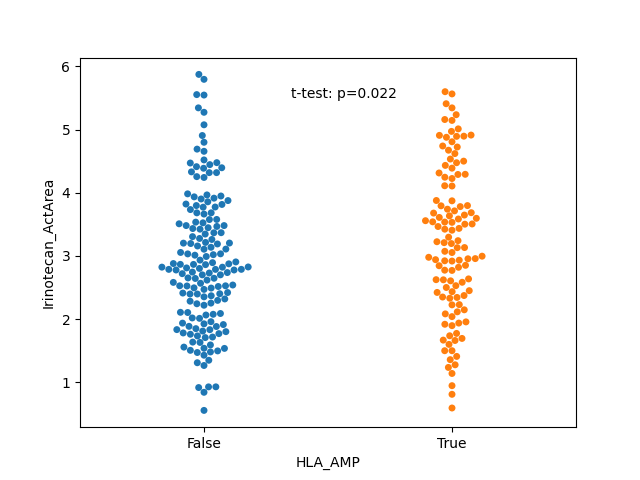 6
t-test: p=0.022
5
4
3
2
1
Irinotecan_ActArea
False
True
HLA_AMP